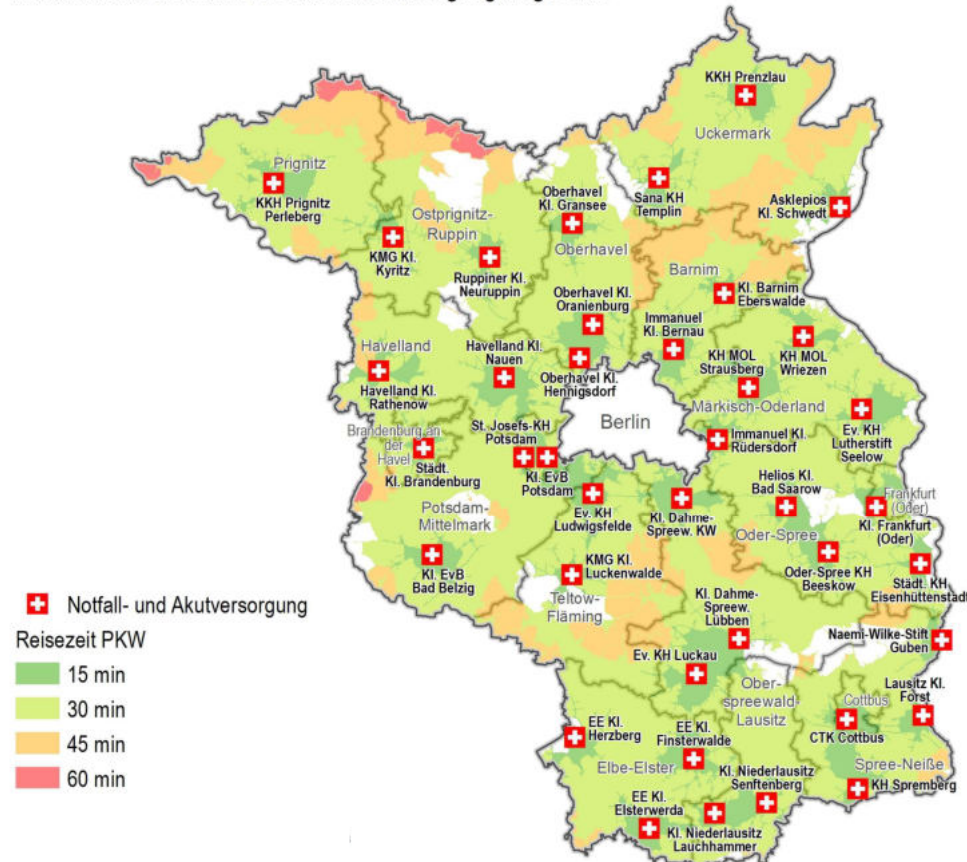 KKH Prenzlau
Uckermark
Prignitz
KKH Prignitz
Perleberg
Sana KH
Templin
Asklepios
Kl. Schwedt
Oberhavel
Kl. Gransee
Oberhavel
Ostprignitz-
Ruppin
KMG Kl.
Kyritz
Ruppiner Kl.
Neuruppin
Barnim
Kl. Barnim
Eberswalde
Oberhavel Kl.
Oranienburg
Immanuel
Kl. Bernau
Havelland
Havelland Kl.
Nauen
KH MOL
Strausberg
KH MOL
Wriezen
Havelland Kl.
Rathenow
Oberhavel Kl.
Hennigsdorf
Märkisch-Oderland
Berlin
Ev. KH
Lutherstift
Seelow
Brandenburg an
der
Havel
St. Josefs-KH
Potsdam
Immanuel Kl.
Rüdersdorf
Städt.
Kl. Brandenburg
Kl. EvB
Potsdam
Helios Kl.
Bad Saarow
Frankfurt
(Oder)
Potsdam-
Mittelmark
Ev. KH
Ludwigsfelde
Kl. Dahme-
Spreew. KW
Oder-Spree
Kl. Frankfurt
(Oder)
Kl. EvB
Bad Belzig
KMG Kl.
Luckenwalde
Oder-Spree KH
Beeskow
Städt. KH
Eisenhüttenstadt
Teltow-
Fläming
Kl. Dahme-
Spreew.
Lübben
Naemi-Wilke-Stift
Guben
Ev. KH Luckau
Ober-
spreewald-
Lausitz
Lausitz Kl.
Forst
Cottbus
CTK Cottbus
EE Kl.
Herzberg
EE Kl.
Finsterwalde
Elbe-Elster
Spree-Neiße
KH Spremberg
Kl. Niederlausitz
Senftenberg
EE Kl.
Elsterwerda
Kl. Niederlausitz
Lauchhammer
Notfall- und Akutversorgung
Reisezeit PKW
15 min
30 min
45 min
60 min